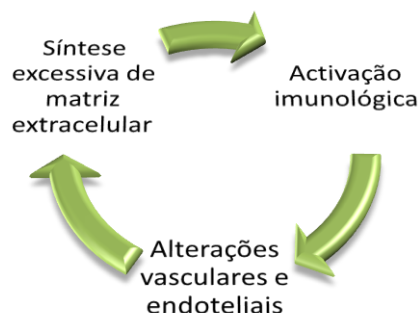 Síntese
excessiva de
matriz
extracelular
Activação
imunológica
Alterações
vasculares e
endoteliais